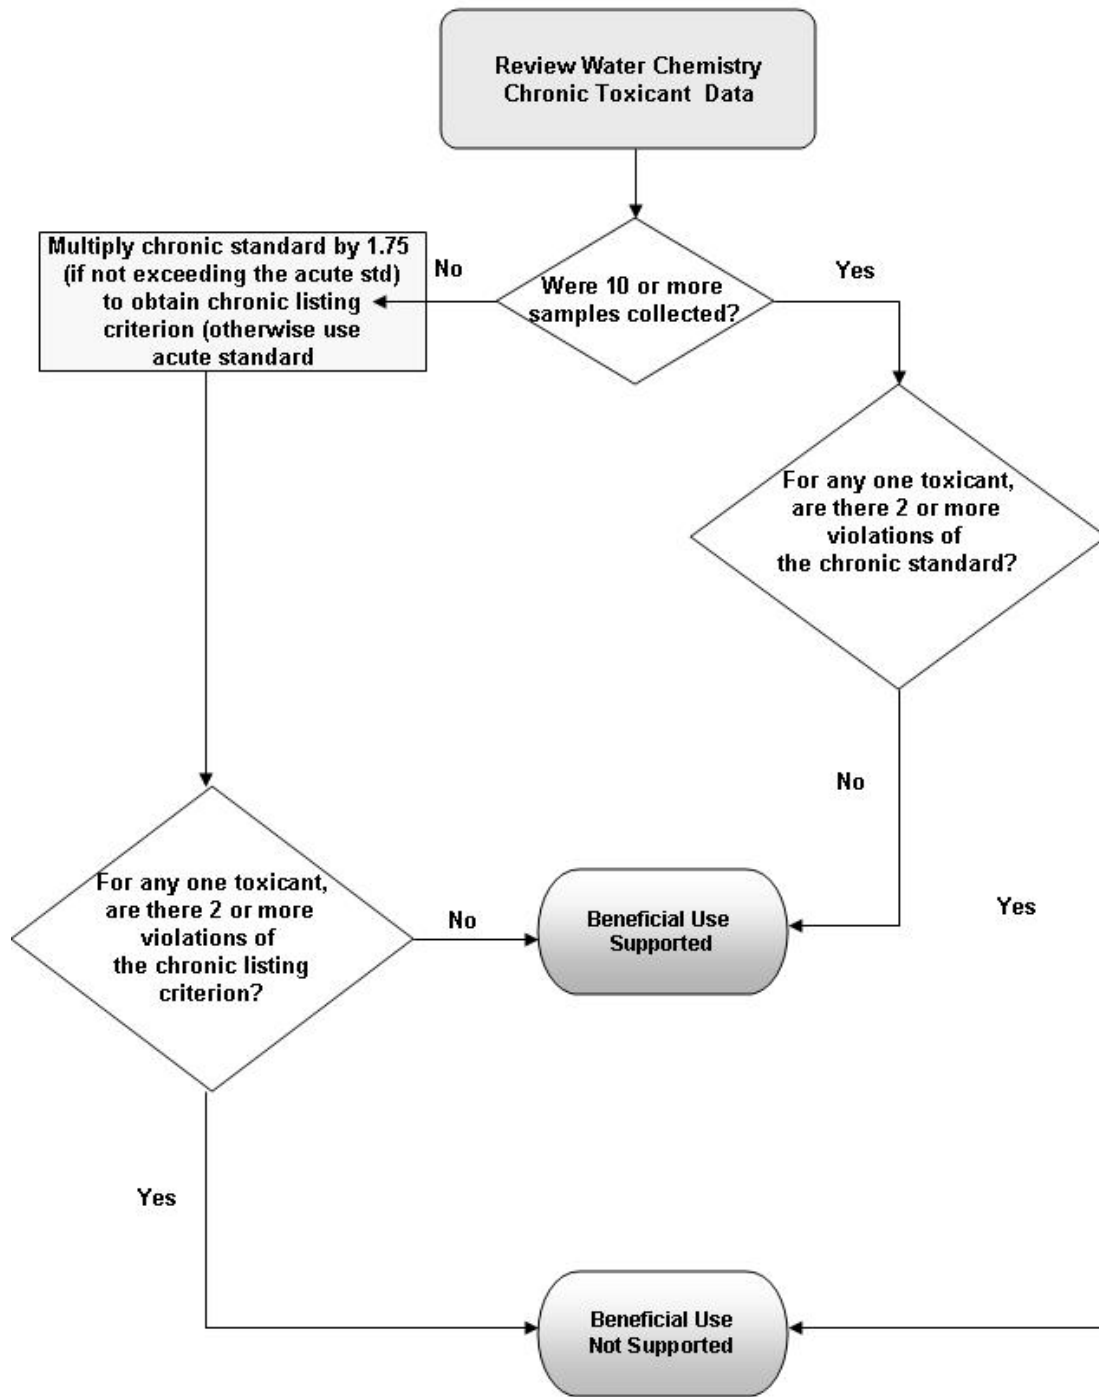 Review Water Chemistry
Chronic Toxicant Data
Multiply chronic standard by 1.75
(if not exceeding the acute std)
to obtain chronic listing
criterion (otherwise use
acute standard
No
Were 10 or more
samples collected?
Yes
For any one toxicant,
are there 2 or more
violations of
the chronic standard?
No
Yes
For any one toxicant,
are there 2 or more
violations of
the chronic listing
criterion?
No
Beneficial Use
Supported
Yes
Beneficial Use
Not Supported